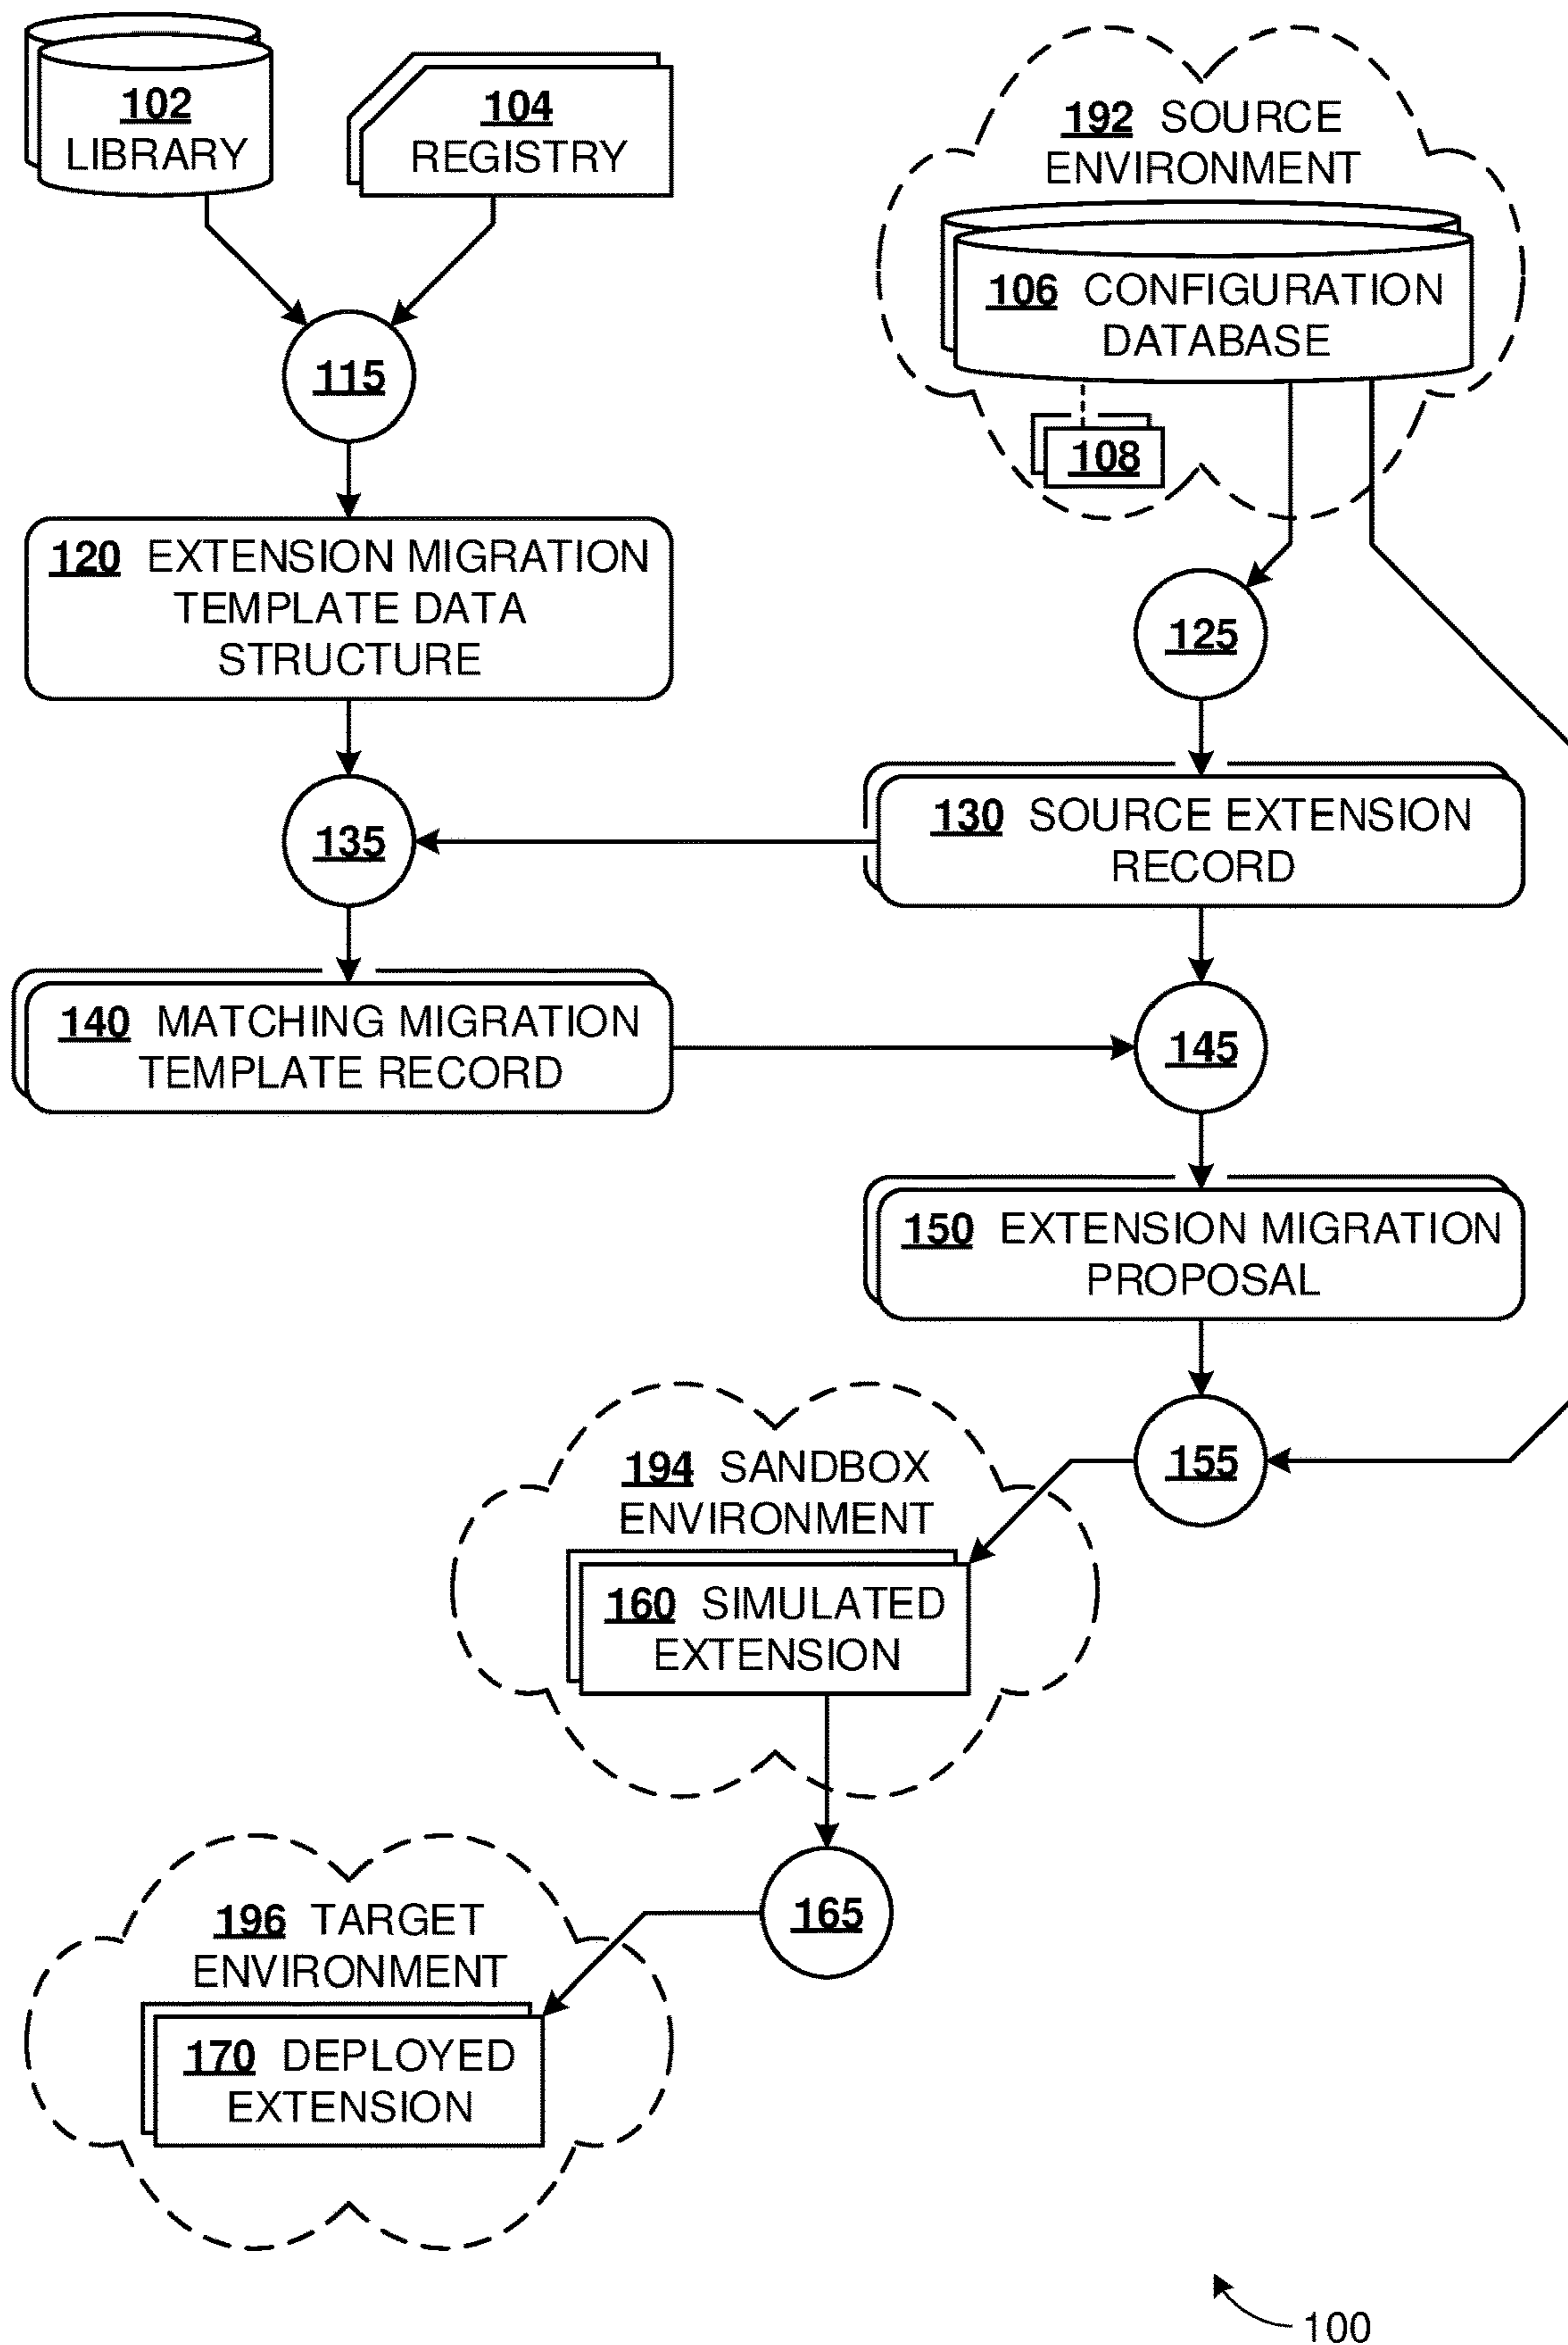 102
LIBRARY
104
REGISTRY
192 SOURCE
ENVIRONMENT
106 CONFIGURATION
DATABASE
108
115
120 EXTENSION MIGRATION
TEMPLATE DATA
STRUCTURE
125
130 SOURCE EXTENSION
RECORD
135
140 MATCHING MIGRATION
TEMPLATE RECORD
145
150 EXTENSION MIGRATION
PROPOSAL
155
194 SANDBOX
ENVIRONMENT
160 SIMULATED
EXTENSION
165
196 TARGET
ENVIRONMENT
170 DEPLOYED
EXTENSION
100